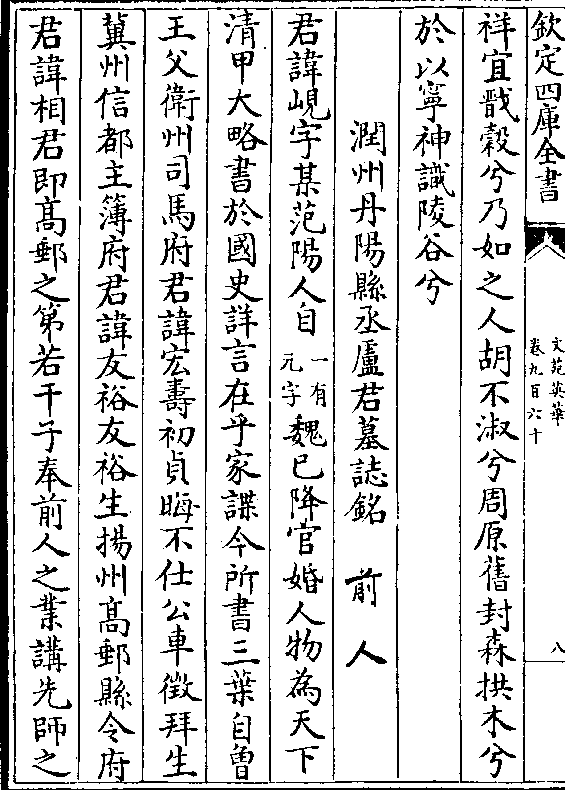 欽定四庫全書
文苑英華
卷九百六十
八
祥宜戩糓兮乃如之人胡不淑兮周原舊封森拱木兮
於以寧神識陵谷兮
潤州丹陽縣丞盧君墓誌銘 前人
君諱峴字某范陽人自一有元字魏已降官婚人物為天下
清甲大略書於國史詳言在乎家諜今所書三葉自曾
王父衛州司馬府君諱宏壽初貞晦不仕公車徵拜生
冀州信都主簿府君諱友裕友裕生揚州髙郵縣令府
君諱相君即髙郵之第若干子奉前人之業講先師之